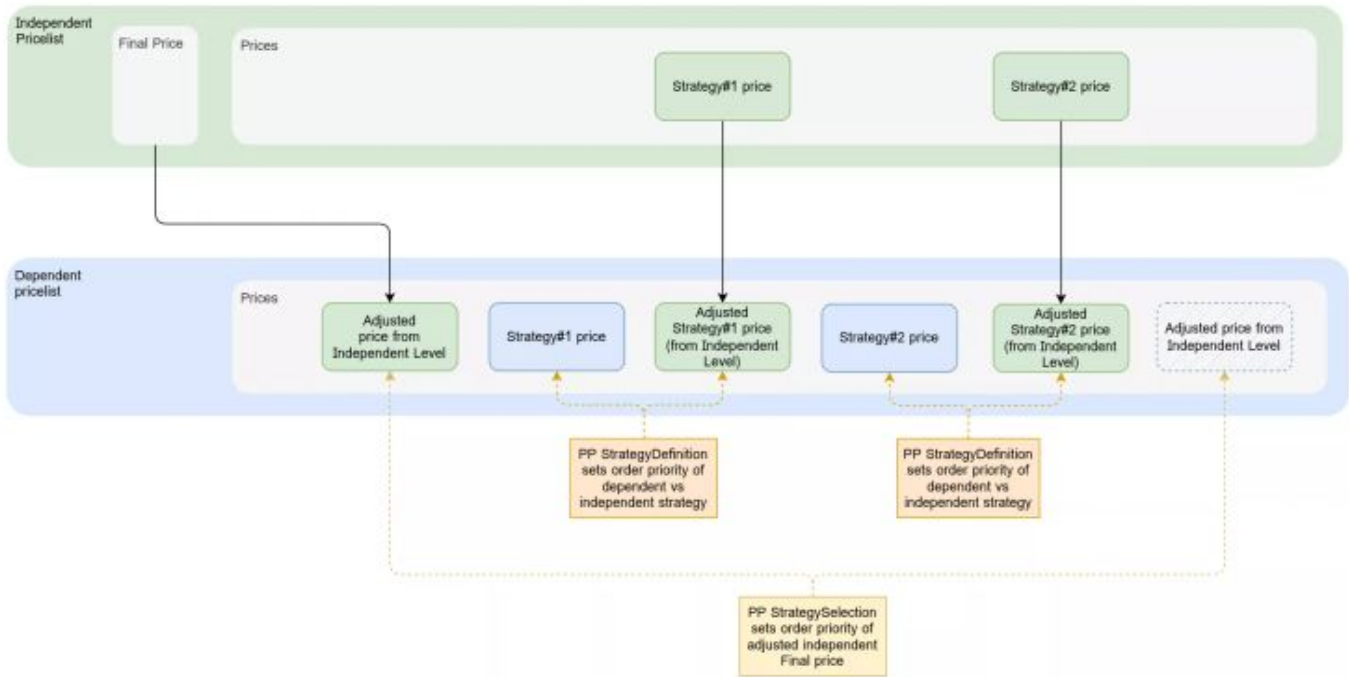 Independent
Pricelist
Final Price
Prices
Strategy#1 price
Strategy#2 price
Dependent
pricelist
Prices
Adjusted
price from
Independent Level
Strategy#1 price
Adjusted
Strategy#1 price
(from Independent
Level)
Strategy#2 price
Adjusted
Strategy#2 price
(from Independent
Level)
Adjusted price from
Independent Level
PP StrategyDefinition
sets order priority of
dependent vs
independent strategy
PP StrategyDefinition
sets order priority of
dependent vs
independent strategy
PP StrategySelection
sets order priority of
adjusted independent
Final price